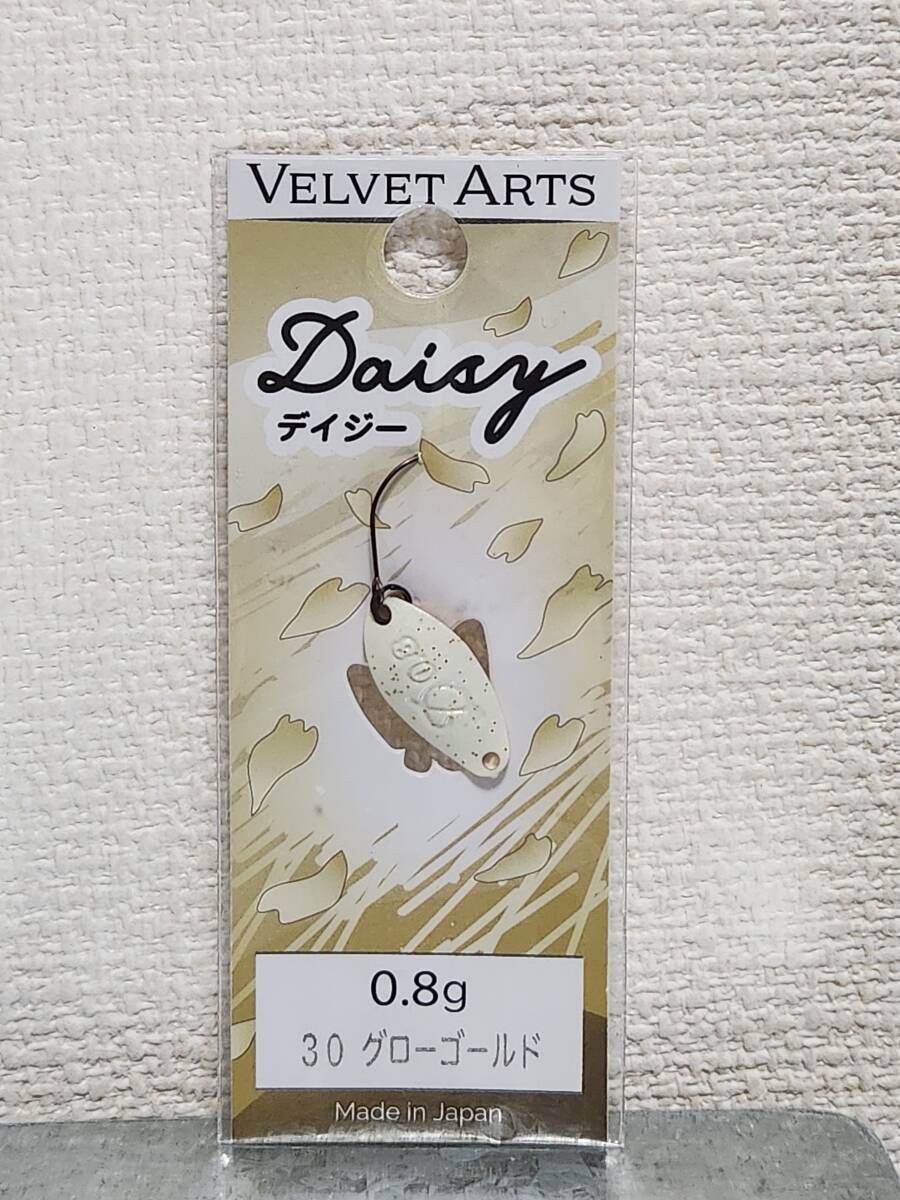 VELVET ARTS
Daisy
デイジー
0.8g
30 グローゴールド
Made in Japan